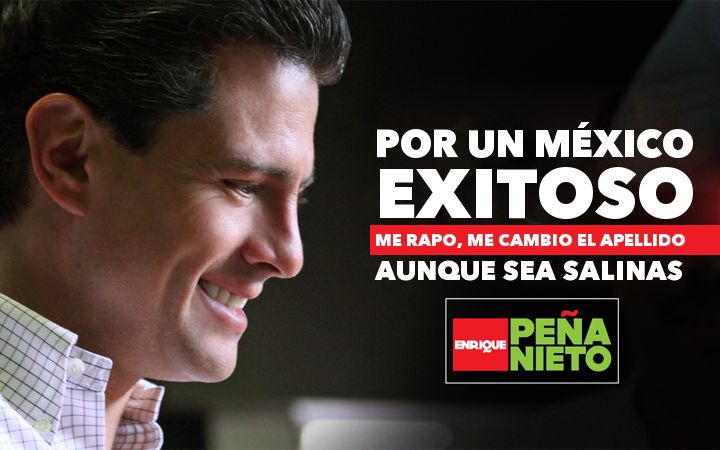 POR UN MÉXICO
EXITOSO
ME RAPO, ME CAMBIO EL APELLIDO
AUNQUE SEA SALINAS
ENRIQUE
PEÑA
NIETO